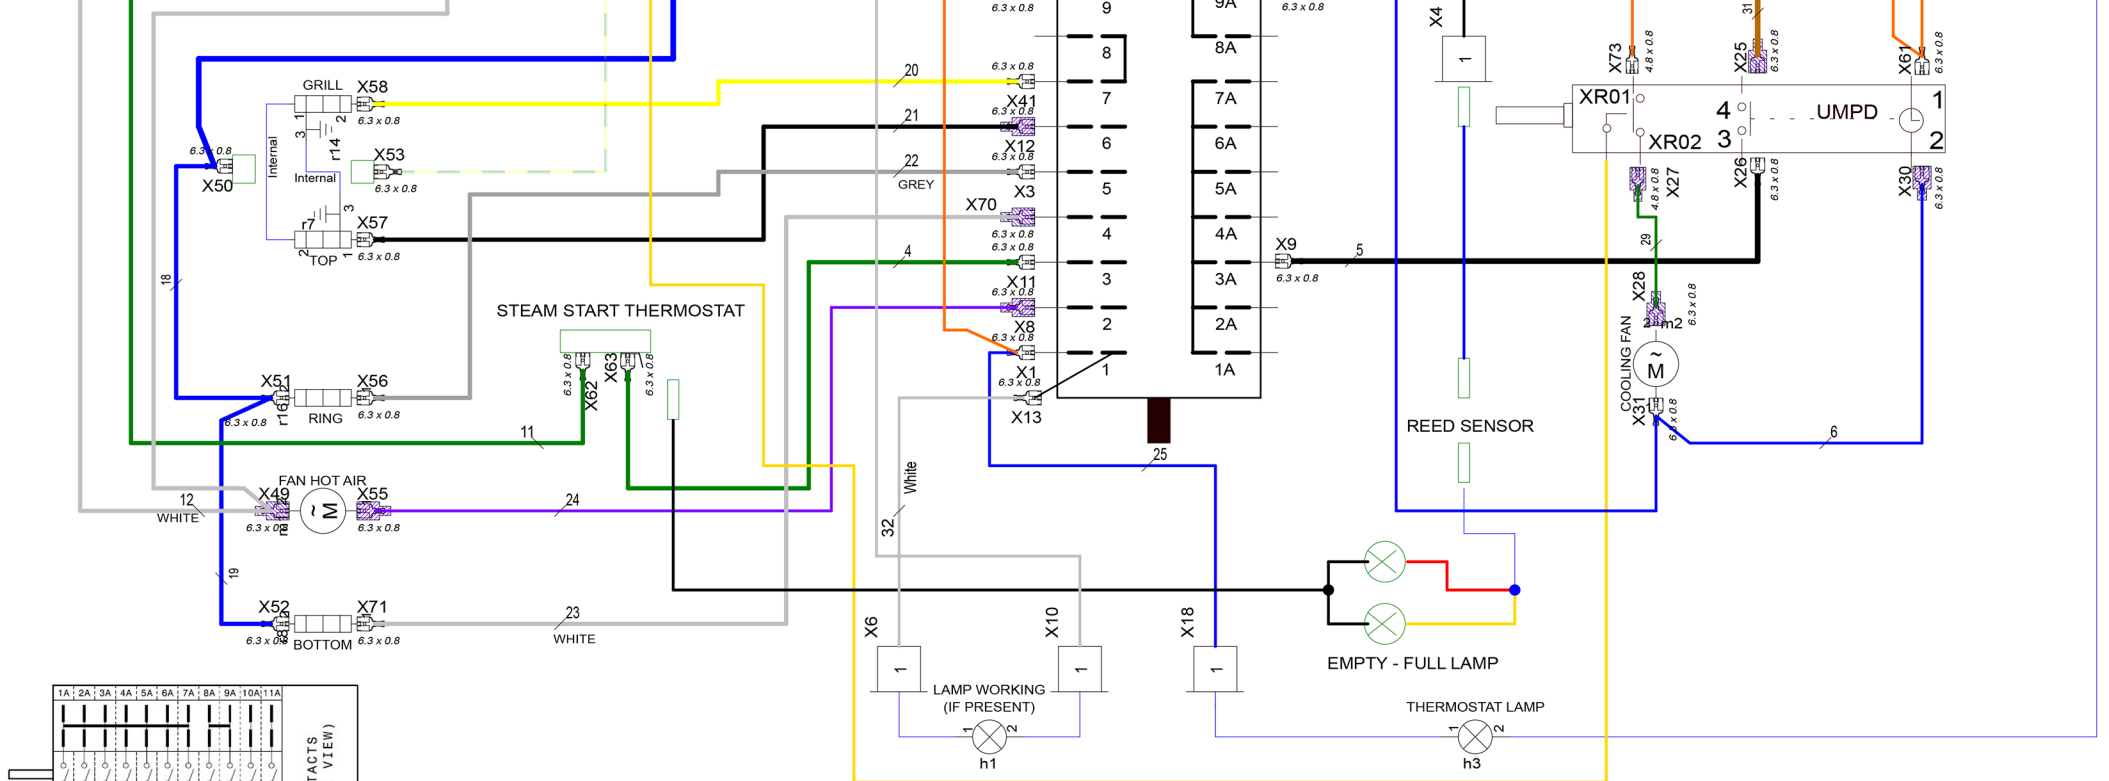 6.3 x 0.8
9
9A
6.3 x 0.8
X4
31
8
8A
1
X73
4.8 x 0.8
X25
6.3 x 0.8
X61
6.3 x 0.8
20
6.3 x 0.8
GRILL
X58
1
2
6.3 x 0.8
X41
7
7A
XR01
4
UMPD
1
6.3 x 0.8
21
3
r14
Internal
X12
6
6A
XR02
3
2
6.3 x 0.8
X50
X53
Internal
6.3 x 0.8
22
GREY
6.3 x 0.8
X3
5
5A
4.8 x 0.8
X27
X26
6.3 x 0.8
X30
6.3 x 0.8
X70
6.3 x 0.8
4
4A
r7
3
X57
2
1
TOP
6.3 x 0.8
4
6.3 x 0.8
X11
3
3A
X9
6.3 x 0.8
5
29
18
6.3 x 0.8
X8
2
2A
X28
6.3 x 0.8
2
m2
STEAM START THERMOSTAT
6.3 x 0.8
X62
X63
6.3 x 0.8
6.3 x 0.8
X1
1
1A
COOLING FAN
~
M
X51
X56
RING
6.3 x 0.8
6.3 x 0.8
6.3 x 0.8
X13
X31
6.3 x 0.8
11
REED SENSOR
6
25
White
32
FAN HOT AIR
12
WHITE
X49
6.3 x 0.8
~
M
X55
6.3 x 0.8
24
19
X52
6.3 x 0.8
X71
6.3 x 0.8
BOTTOM
23
WHITE
X6
X10
X18
1
1
1
EMPTY - FULL LAMP
LAMP WORKING
(IF PRESENT)
1
2
h1
THERMOSTAT LAMP
1
2
h3
1A 2A 3A 4A 5A 6A 7A 8A 9A 10A 11A